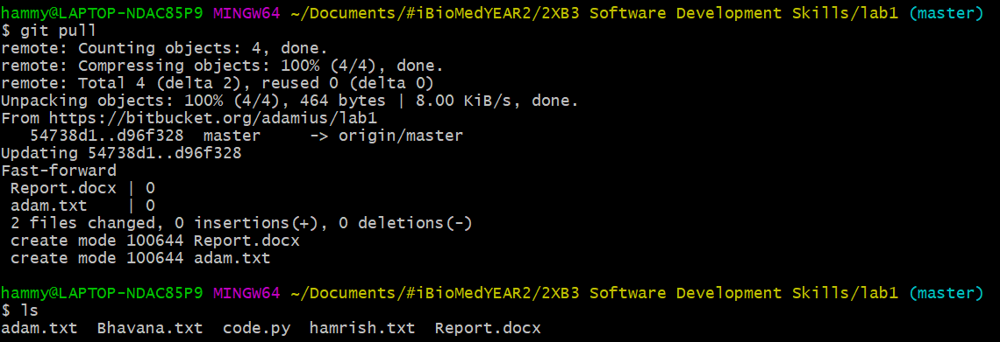 hammy@LAPTOP-NDAC85P9 MINGW64 ~/Documents/#iBioMedYEAR2/2XB3 Software Development Skills/lab1 (master)
$ git pull
remote: Counting objects: 4, done.
remote: Compressing objects: 100% (4/4), done.
remote: Total 4 (delta 2), reused 0 (delta 0)
Unpacking objects: 100% (4/4), 464 bytes | 8.00 KiB/s, done.
From https://bitbucket.org/adamius/lab1
   54738d1..d96f328  master     -> origin/master
Updating 54738d1..d96f328
Fast-forward
 Report.docx | 0
 adam.txt    | 0
 2 files changed, 0 insertions(+), 0 deletions(-)
 create mode 100644 Report.docx
 create mode 100644 adam.txt
hammy@LAPTOP-NDAC85P9 MINGW64 ~/Documents/#iBioMedYEAR2/2XB3 Software Development Skills/lab1 (master)
$ ls
adam.txt  Bhavana.txt  code.py  hamrish.txt  Report.docx